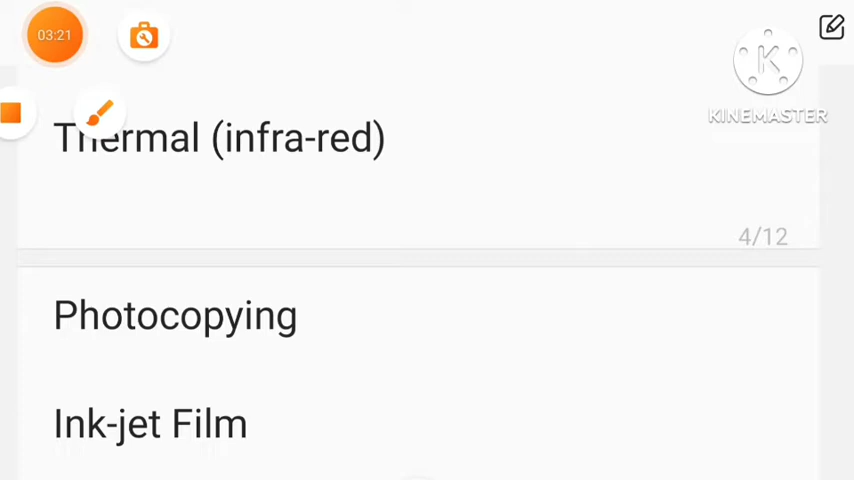 03:21
K
KINEMASTER
Thermal (infra-red)
4/12
Photocopying
Ink-jet Film